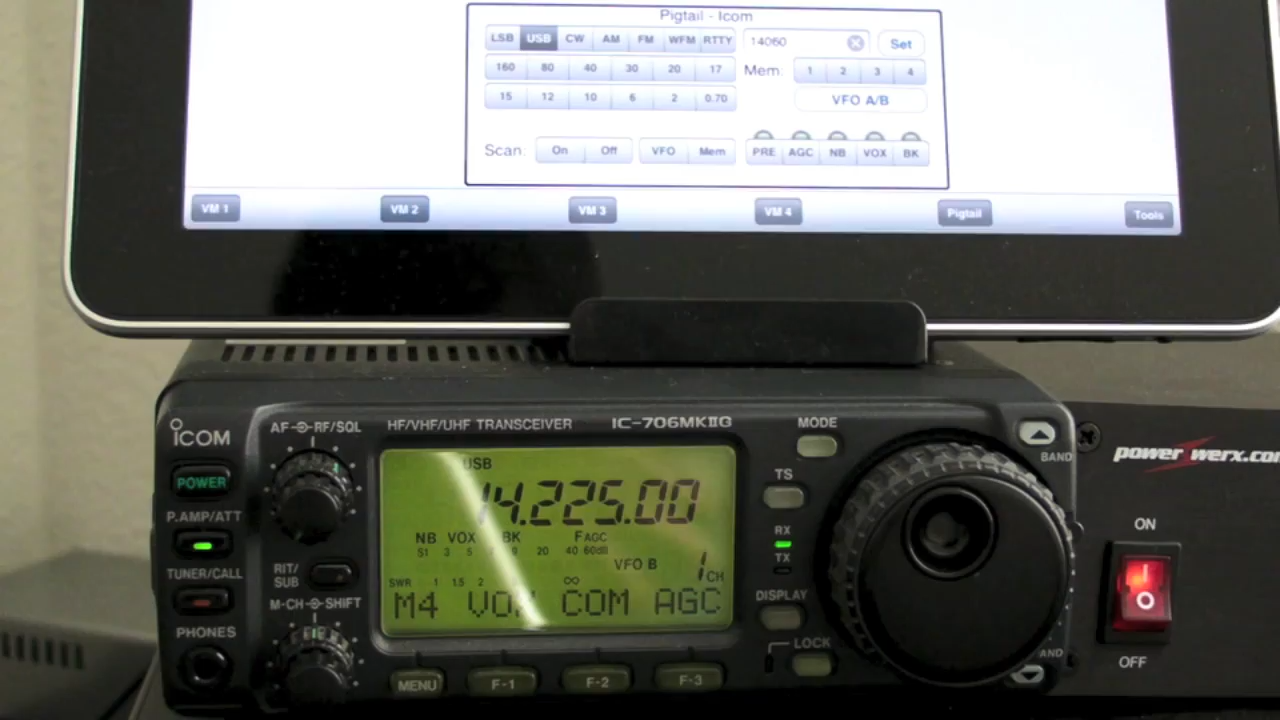 Pigtail - Icom
LSB USB CW AM FM WFM RTTY 14060 Set
160 80 40 30 20 17 Mem: 1 2 3 4
15 12 10 6 2 0.70 VFO A/B
Scan: On Off VFO Mem PRE AGC NB VOX BK
VM 1 VM 2 VM 3 VM 4 Pigtail Tools
ICOM AF RF/SQL HF/VHF/UHF TRANSCEIVER IC-706MKIIG MODE
BAND
POWER
USB
14.225.00
TS
P.AMP/ATT
NB VOX BK FAGC
S1 3 5 9 20 40 60dB
RX
TX
VFO B 1CH
TUNER/CALL RIT/SUB
SWR 1 1.5 2 ∞
M4 VOX COM AGC
DISPLAY
M-CH SHIFT
PHONES
LOCK
MENU F-1 F-2 F-3
powerwerx.com
ON
I
O
OFF